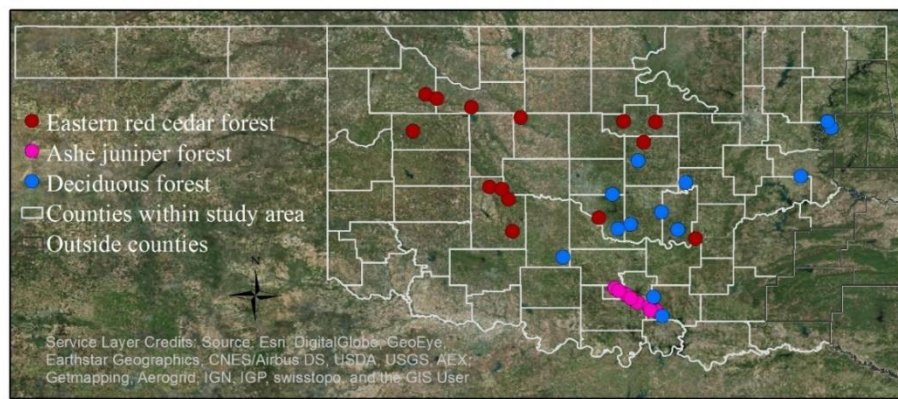 Eastern red cedar forest
Ashe juniper forest
Deciduous forest
Counties within study area
Outside counties
N
Service Layer Credits: Source, Esri, DigitalGlobe, GeoEye,
Earthstar Geographics, CNES/Airbus DS, USDA, USGS, AEX,
Getmapping, Aerogrid, IGN, IGP, swisstopo, and the GIS User